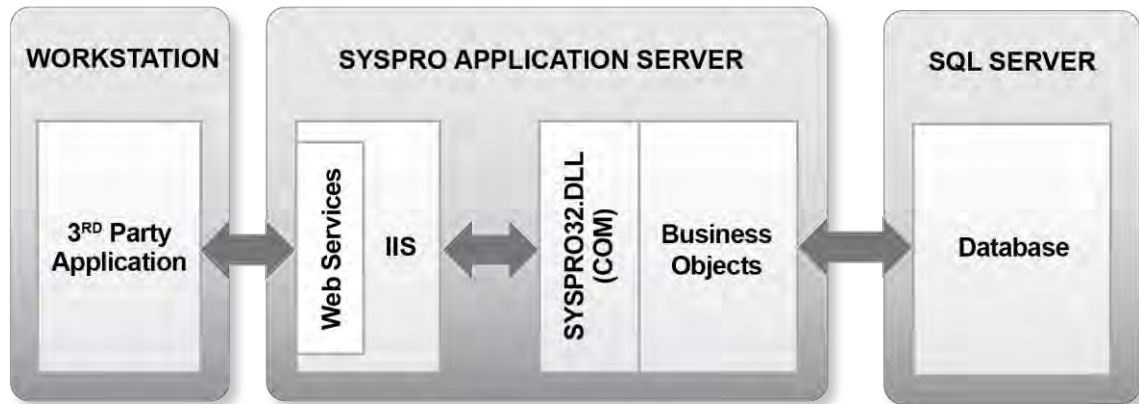 WORKSTATION
3RD Party
Application
SYSPRO APPLICATION SERVER
Web Services
IIS
SYSPRO32.DLL
(COM)
Business
Objects
SQL SERVER
Database